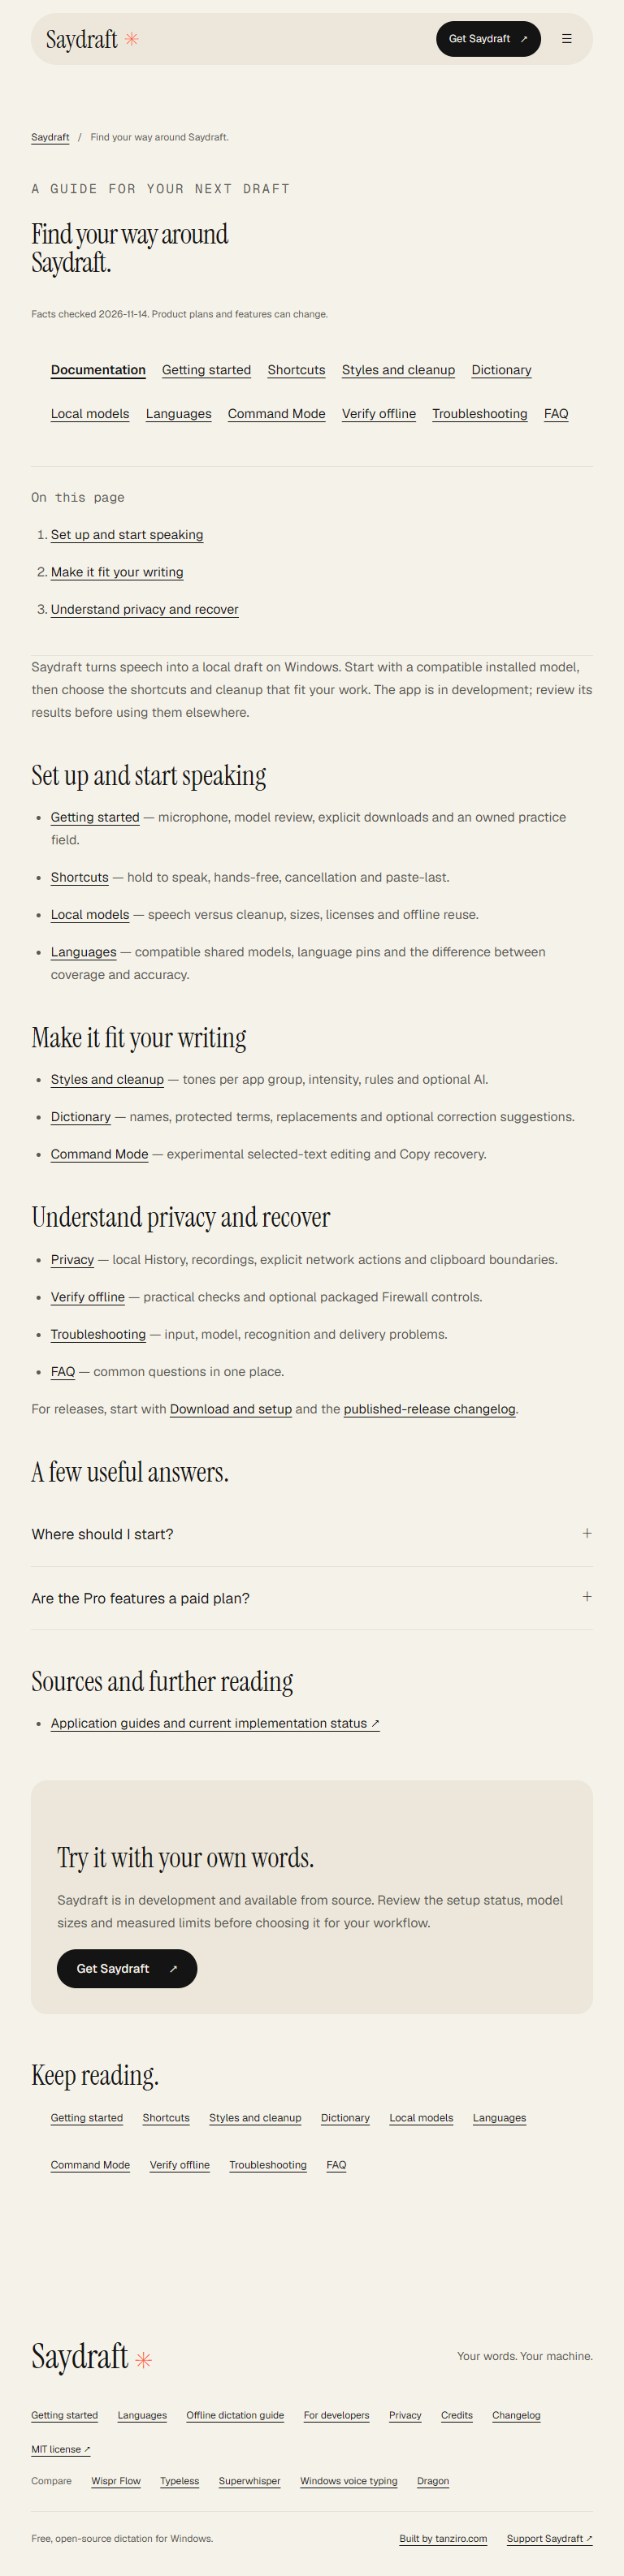 Saydraft
Get Saydraft ↗
☰
Saydraft / Find your way around Saydraft.
A GUIDE FOR YOUR NEXT DRAFT
Find your way around
Saydraft.
Facts checked 2026-11-14. Product plans and features can change.
Documentation Getting started Shortcuts Styles and cleanup Dictionary
Local models Languages Command Mode Verify offline Troubleshooting FAQ
On this page
1. Set up and start speaking
2. Make it fit your writing
3. Understand privacy and recover
Saydraft turns speech into a local draft on Windows. Start with a compatible installed model,
then choose the shortcuts and cleanup that fit your work. The app is in development; review its
results before using them elsewhere.
Set up and start speaking
• Getting started — microphone, model review, explicit downloads and an owned practice
field.
• Shortcuts — hold to speak, hands-free, cancellation and paste-last.
• Local models — speech versus cleanup, sizes, licenses and offline reuse.
• Languages — compatible shared models, language pins and the difference between
coverage and accuracy.
Make it fit your writing
• Styles and cleanup — tones per app group, intensity, rules and optional AI.
• Dictionary — names, protected terms, replacements and optional correction suggestions.
• Command Mode — experimental selected-text editing and Copy recovery.
Understand privacy and recover
• Privacy — local History, recordings, explicit network actions and clipboard boundaries.
• Verify offline — practical checks and optional packaged Firewall controls.
• Troubleshooting — input, model, recognition and delivery problems.
• FAQ — common questions in one place.
For releases, start with Download and setup and the published-release changelog.
A few useful answers.
Where should I start? +
Are the Pro features a paid plan? +
Sources and further reading
• Application guides and current implementation status ↗
Try it with your own words.
Saydraft is in development and available from source. Review the setup status, model
sizes and measured limits before choosing it for your workflow.
Get Saydraft ↗
Keep reading.
Getting started Shortcuts Styles and cleanup Dictionary Local models Languages
Command Mode Verify offline Troubleshooting FAQ
Saydraft
Your words. Your machine.
Getting started Languages Offline dictation guide For developers Privacy Credits Changelog
MIT license ↗
Compare Wispr Flow Typeless Superwhisper Windows voice typing Dragon
Free, open-source dictation for Windows. Built by tanziro.com Support Saydraft ↗